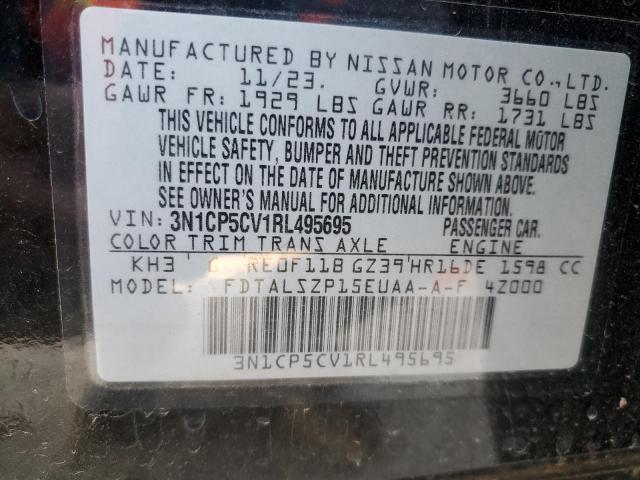 MANUFACTURED BY NISSAN MOTOR CO.,LTD.
DATE: 11/23. GVWR: 3660 LBS
GAWR FR: 1929 LBS GAWR RR: 1731 LBS
THIS VEHICLE CONFORMS TO ALL APPLICABLE FEDERAL MOTOR
VEHICLE SAFETY, BUMPER AND THEFT PREVENTION STANDARDS
IN EFFECT ON THE DATE OF MANUFACTURE SHOWN ABOVE.
SEE OWNER'S MANUAL FOR ADDITIONAL INFORMATION.
VIN: 3N1CP5CV1RL495695 PASSENGER CAR.
COLOR TRIM TRANS AXLE ENGINE
KH3 G RE0F11B GZ39 HR16DE 1598 CC
MODEL: FDTALSZP15EUAA-A-F 4Z000
3N1CP5CV1RL495695